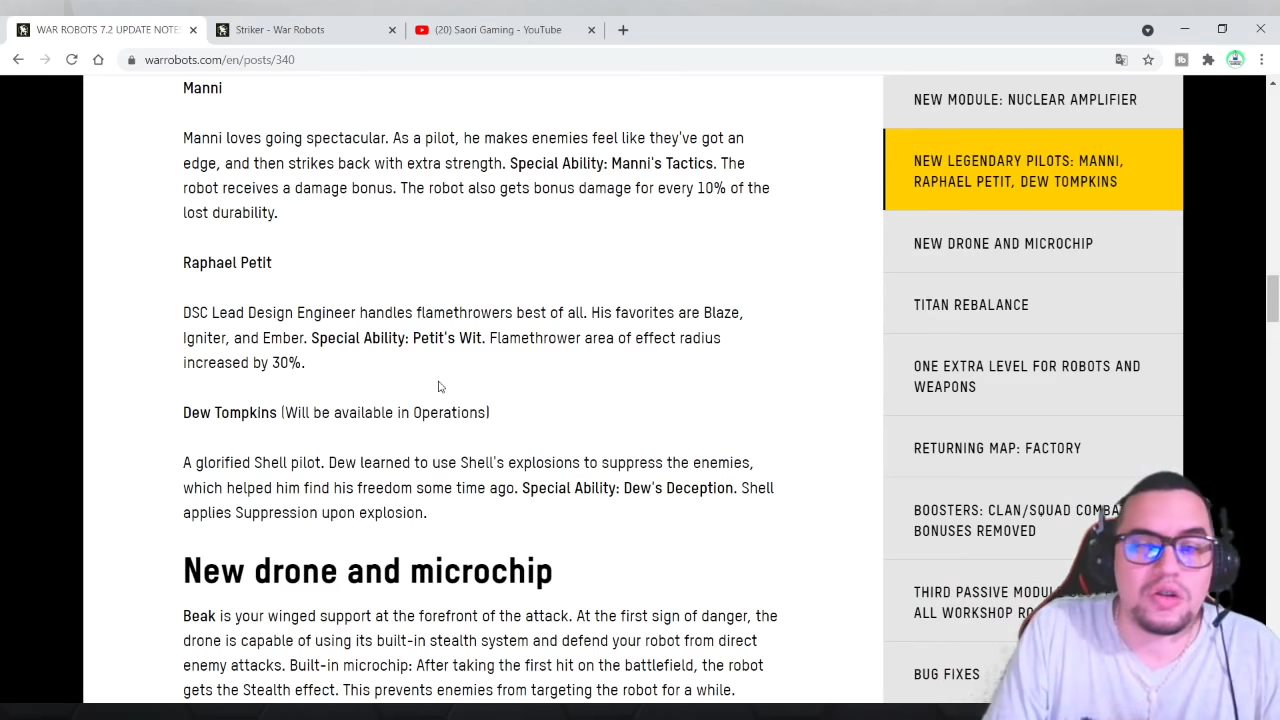 WAR ROBOTS 7.2 UPDATE NOTE
Striker - War Robots
(20) Saori Gaming - YouTube
warrobots.com/en/posts/340
Manni
Manni loves going spectacular. As a pilot, he makes enemies feel like they've got an
edge, and then strikes back with extra strength. Special Ability: Manni's Tactics. The
robot receives a damage bonus. The robot also gets bonus damage for every 10% of the
lost durability.
Raphael Petit
DSC Lead Design Engineer handles flamethrowers best of all. His favorites are Blaze,
Igniter, and Ember. Special Ability: Petit's Wit. Flamethrower area of effect radius
increased by 30%.
Dew Tompkins (Will be available in Operations)
A glorified Shell pilot. Dew learned to use Shell's explosions to suppress the enemies,
which helped him find his freedom some time ago. Special Ability: Dew's Deception. Shell
applies Suppression upon explosion.
New drone and microchip
Beak is your winged support at the forefront of the attack. At the first sign of danger, the
drone is capable of using its built-in stealth system and defend your robot from direct
enemy attacks. Built-in microchip: After taking the first hit on the battlefield, the robot
gets the Stealth effect. This prevents enemies from targeting the robot for a while.
NEW MODULE: NUCLEAR AMPLIFIER
NEW LEGENDARY PILOTS: MANNI,
RAPHAEL PETIT, DEW TOMPKINS
NEW DRONE AND MICROCHIP
TITAN REBALANCE
ONE EXTRA LEVEL FOR ROBOTS AND
WEAPONS
RETURNING MAP: FACTORY
BOOSTERS: CLAN/SQUAD COMBA
BONUSES REMOVED
THIRD PASSIVE MODULE
ALL WORKSHOP RO
BUG FIXES